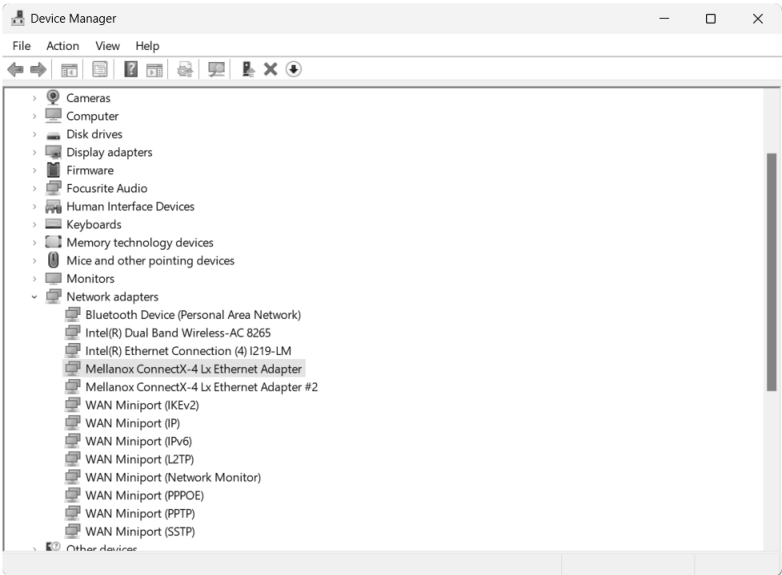 Device Manager
File Action View Help
Cameras
Computer
Disk drives
Display adapters
Firmware
Focusrite Audio
Human Interface Devices
Keyboards
Memory technology devices
Mice and other pointing devices
Monitors
Network adapters
Bluetooth Device (Personal Area Network)
Intel(R) Dual Band Wireless-AC 8265
Intel(R) Ethernet Connection (4) I219-LM
Mellanox ConnectX-4 Lx Ethernet Adapter
Mellanox ConnectX-4 Lx Ethernet Adapter #2
WAN Miniport (IKEv2)
WAN Miniport (IP)
WAN Miniport (IPv6)
WAN Miniport (L2TP)
WAN Miniport (Network Monitor)
WAN Miniport (PPPOE)
WAN Miniport (PPTP)
WAN Miniport (SSTP)
Other devices